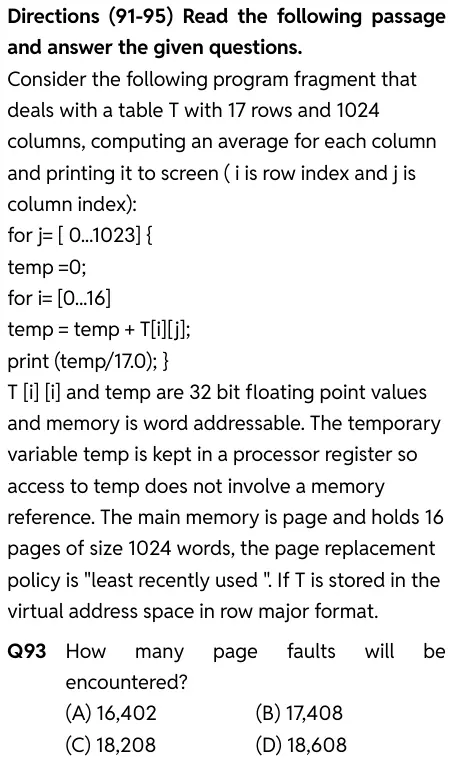 Directions (91-95) Read the following passage
and answer the given questions.
Consider the following program fragment that
deals with a table T with 17 rows and 1024
columns, computing an average for each column
and printing it to screen ( i is row index and j is
column index):
for j= [ 0...1023] {
temp =0;
for i= [0...16]
temp = temp + T[i][j];
print (temp/17.0); }
T [i] [i] and temp are 32 bit floating point values
and memory is word addressable. The temporary
variable temp is kept in a processor register so
access to temp does not involve a memory
reference. The main memory is page and holds 16
pages of size 1024 words, the page replacement
policy is "least recently used ". If T is stored in the
virtual address space in row major format.
Q93 How many page faults will be
encountered?
(A) 16,402 (B) 17,408
(C) 18,208 (D) 18,608